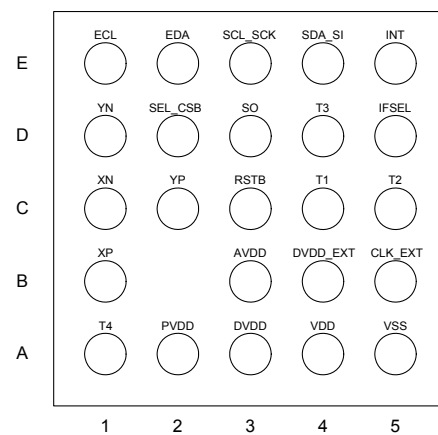 ECL EDA SCL_SCK SDA_SI INT
E
YN SEL_CSB SO T3 IFSEL
D
XN YP RSTB T1 T2
C
XP AVDD DVDD_EXT CLK_EXT
B
T4 PVDD DVDD VDD VSS
A
1 2 3 4 5